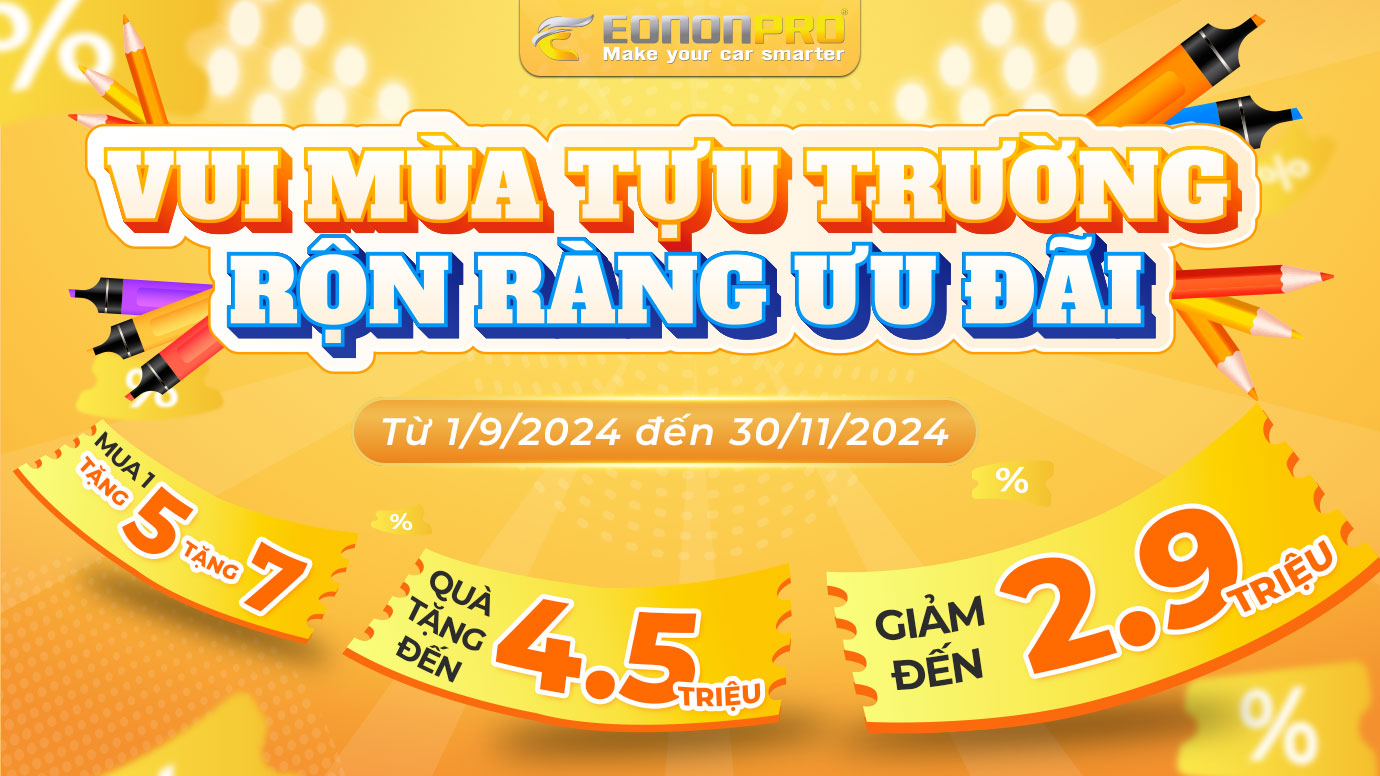 EONONPRO®
Make your car smarter
VUI MÙA TỰU TRƯỜNG
RỘN RÀNG ƯU ĐÃI
Từ 1/9/2024 đến 30/11/2024
MUA 1
TẶNG 5 TẶNG 7
QUÀ
TẶNG
ĐẾN
4.5 TRIỆU
GIẢM
ĐẾN
2.9 TRIỆU
%
%
%
%
%
%